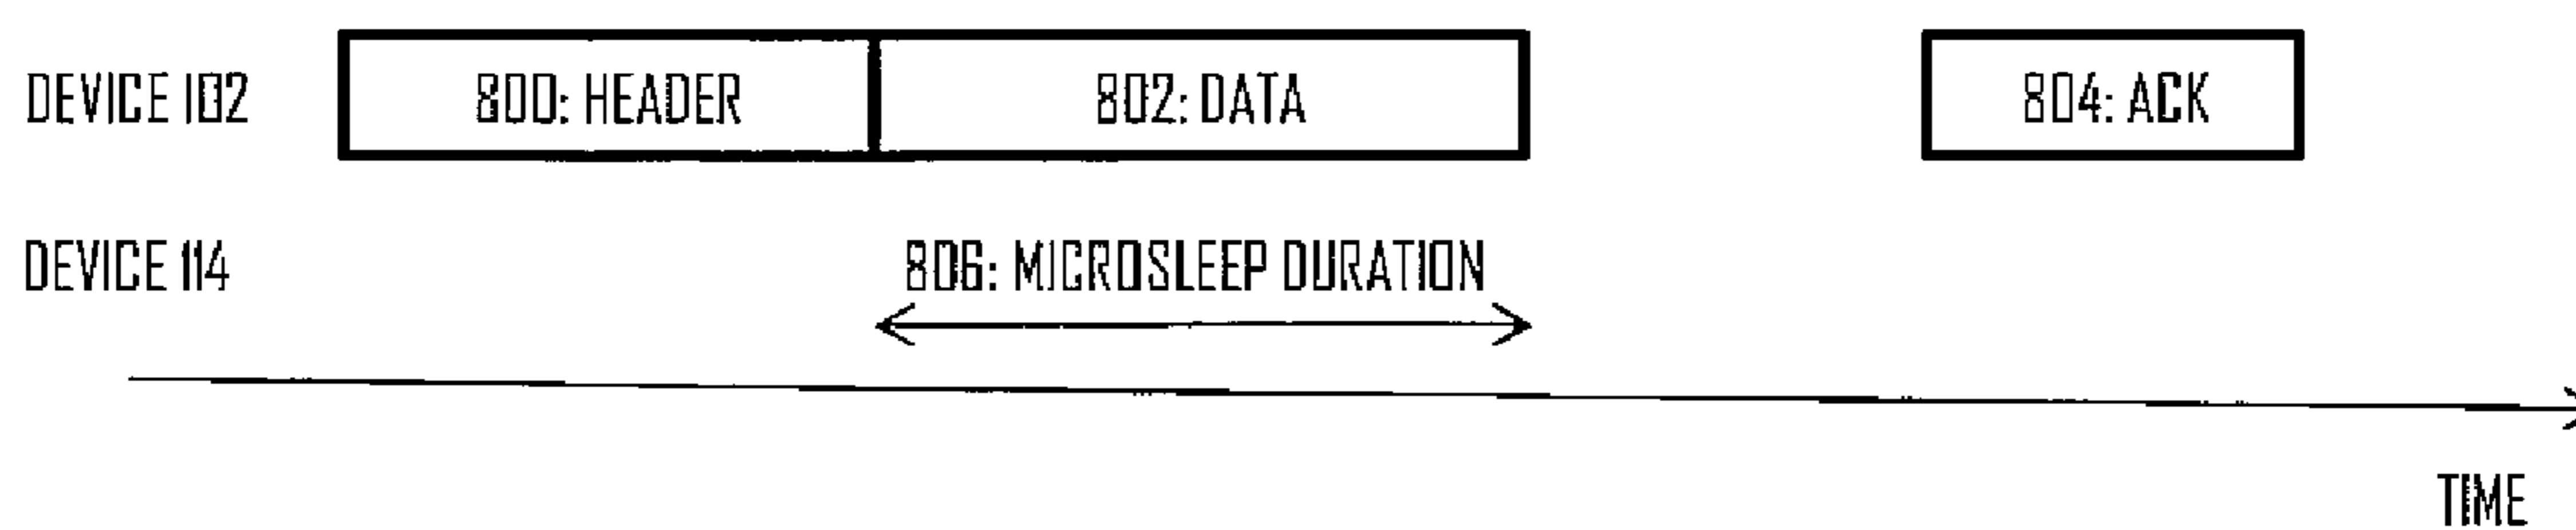 DEVICE 102
800: HEADER
802: DATA
804: ACK
DEVICE 114
806: MICROSLEEP DURATION
TIME